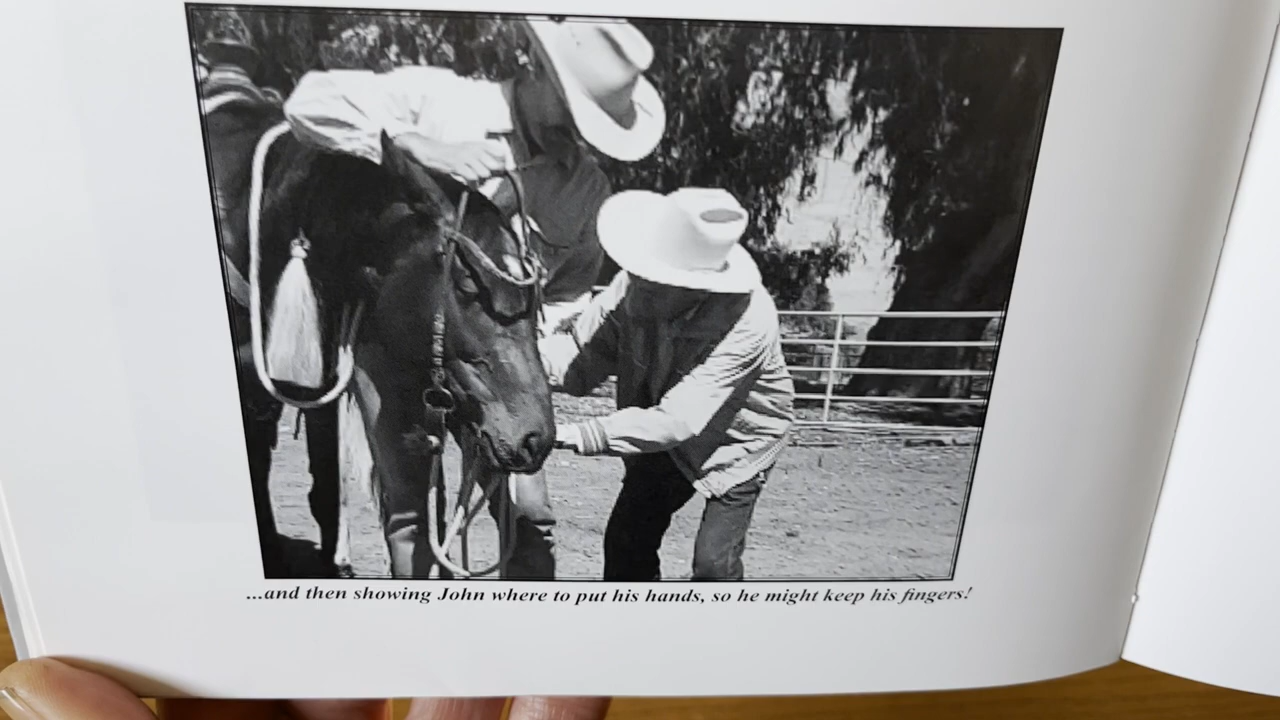 ...and then showing John where to put his hands, so he might keep his fingers!